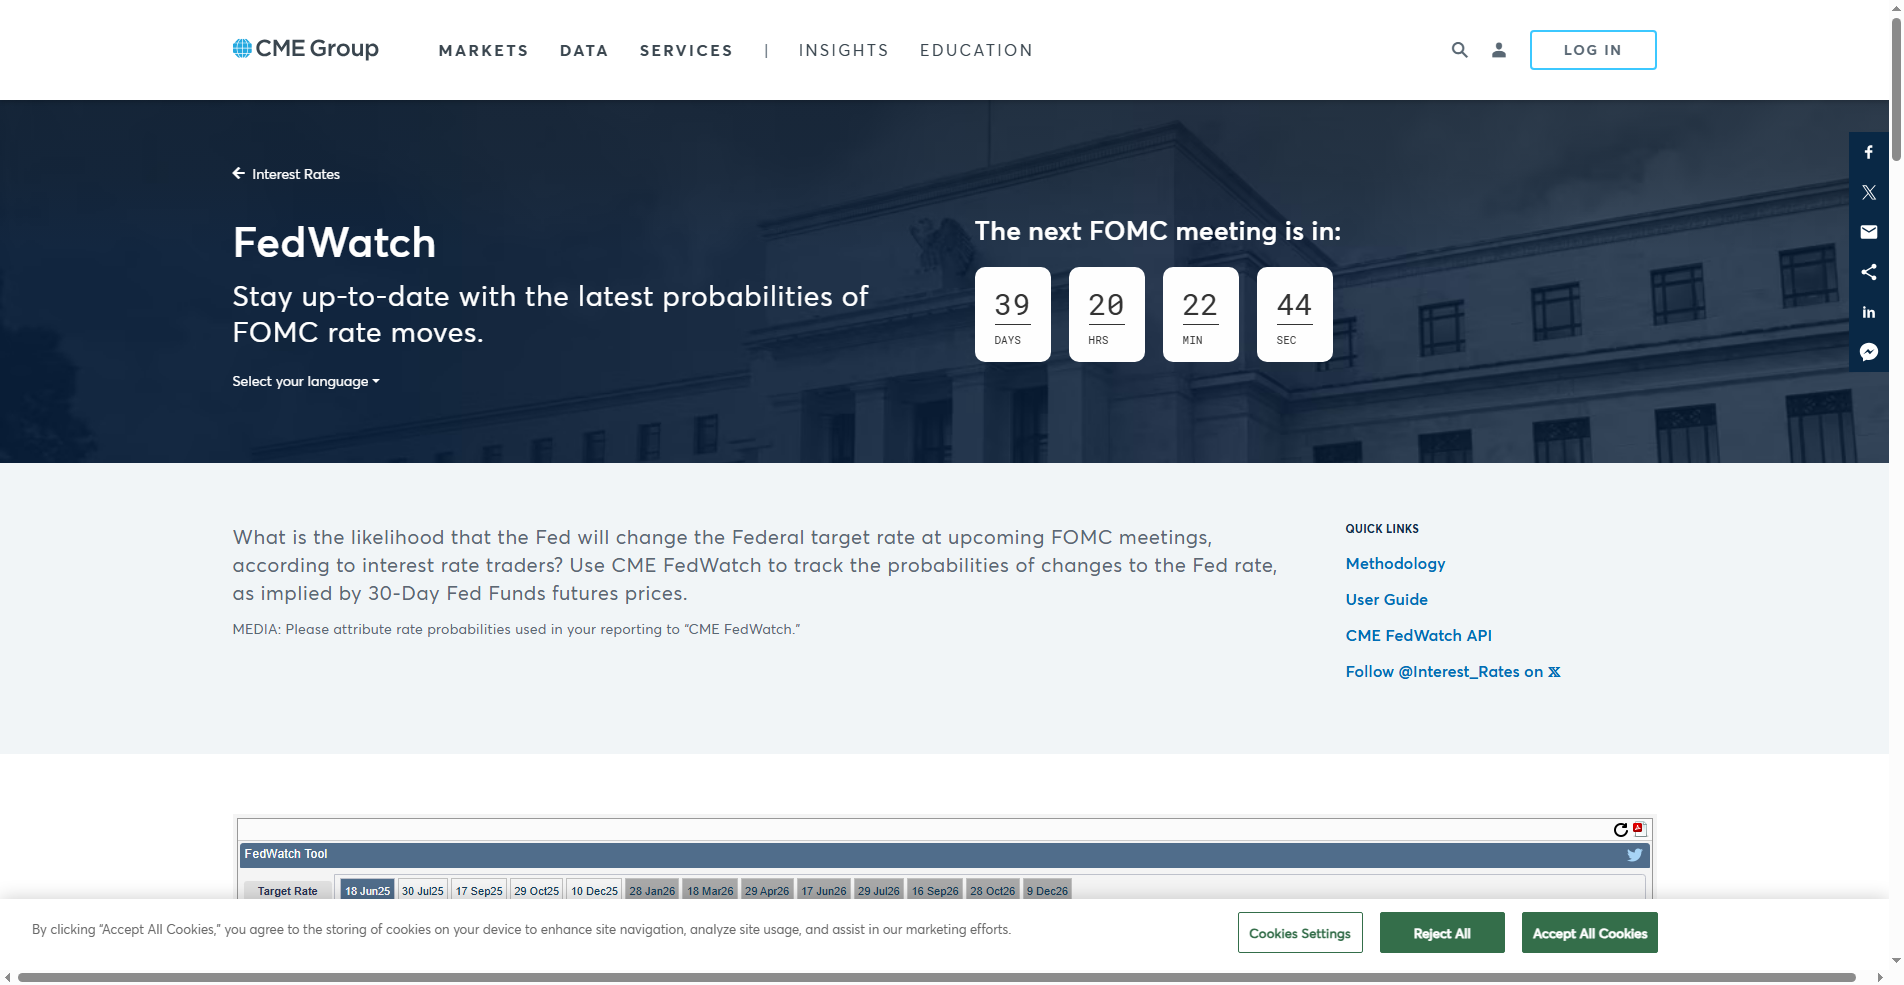 CME Group
MARKETS DATA SERVICES | INSIGHTS EDUCATION
LOG IN
Interest Rates
FedWatch
Stay up-to-date with the latest probabilities of
FOMC rate moves.
Select your language
The next FOMC meeting is in:
39 20 22 44
DAYS HRS MIN SEC
What is the likelihood that the Fed will change the Federal target rate at upcoming FOMC meetings,
according to interest rate traders? Use CME FedWatch to track the probabilities of changes to the Fed rate,
as implied by 30-Day Fed Funds futures prices.
MEDIA: Please attribute rate probabilities used in your reporting to “CME FedWatch.”
QUICK LINKS
Methodology
User Guide
CME FedWatch API
Follow @Interest_Rates on X
FedWatch Tool
Target Rate 18 Jun25 30 Jul25 17 Sep25 29 Oct25 10 Dec25 28 Jan26 18 Mar26 29 Apr26 17 Jun26 29 Jul26 16 Sep26 28 Oct26 9 Dec26
By clicking “Accept All Cookies,” you agree to the storing of cookies on your device to enhance site navigation, analyze site usage, and assist in our marketing efforts.
Cookies Settings Reject All Accept All Cookies